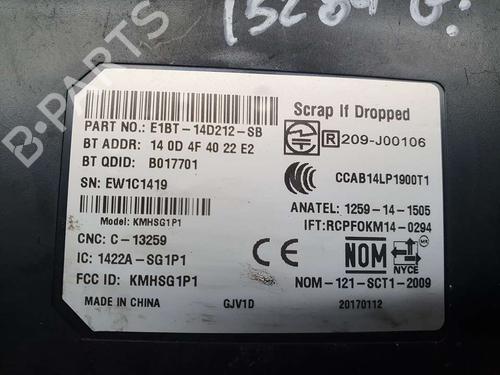 B-PARTS
Scrap If Dropped
PART NO.: E1BT-14D212-SB
BT ADDR: 14 0D 4F 40 22 E2
BT QDID: B017701
SN: EW1C1419
Model: KMHSG1P1
CNC: C-13259
IC: 1422A-SG1P1
FCC ID: KMHSG1P1
MADE IN CHINA
GJV1D
R 209-J00106
CCC
CCAB14LP1900T1
ANATEL: 1259-14-1505
IFT:RCPFOKM14-0294
CE
NOM
NYCE
NOM-121-SCT1-2009
20170112